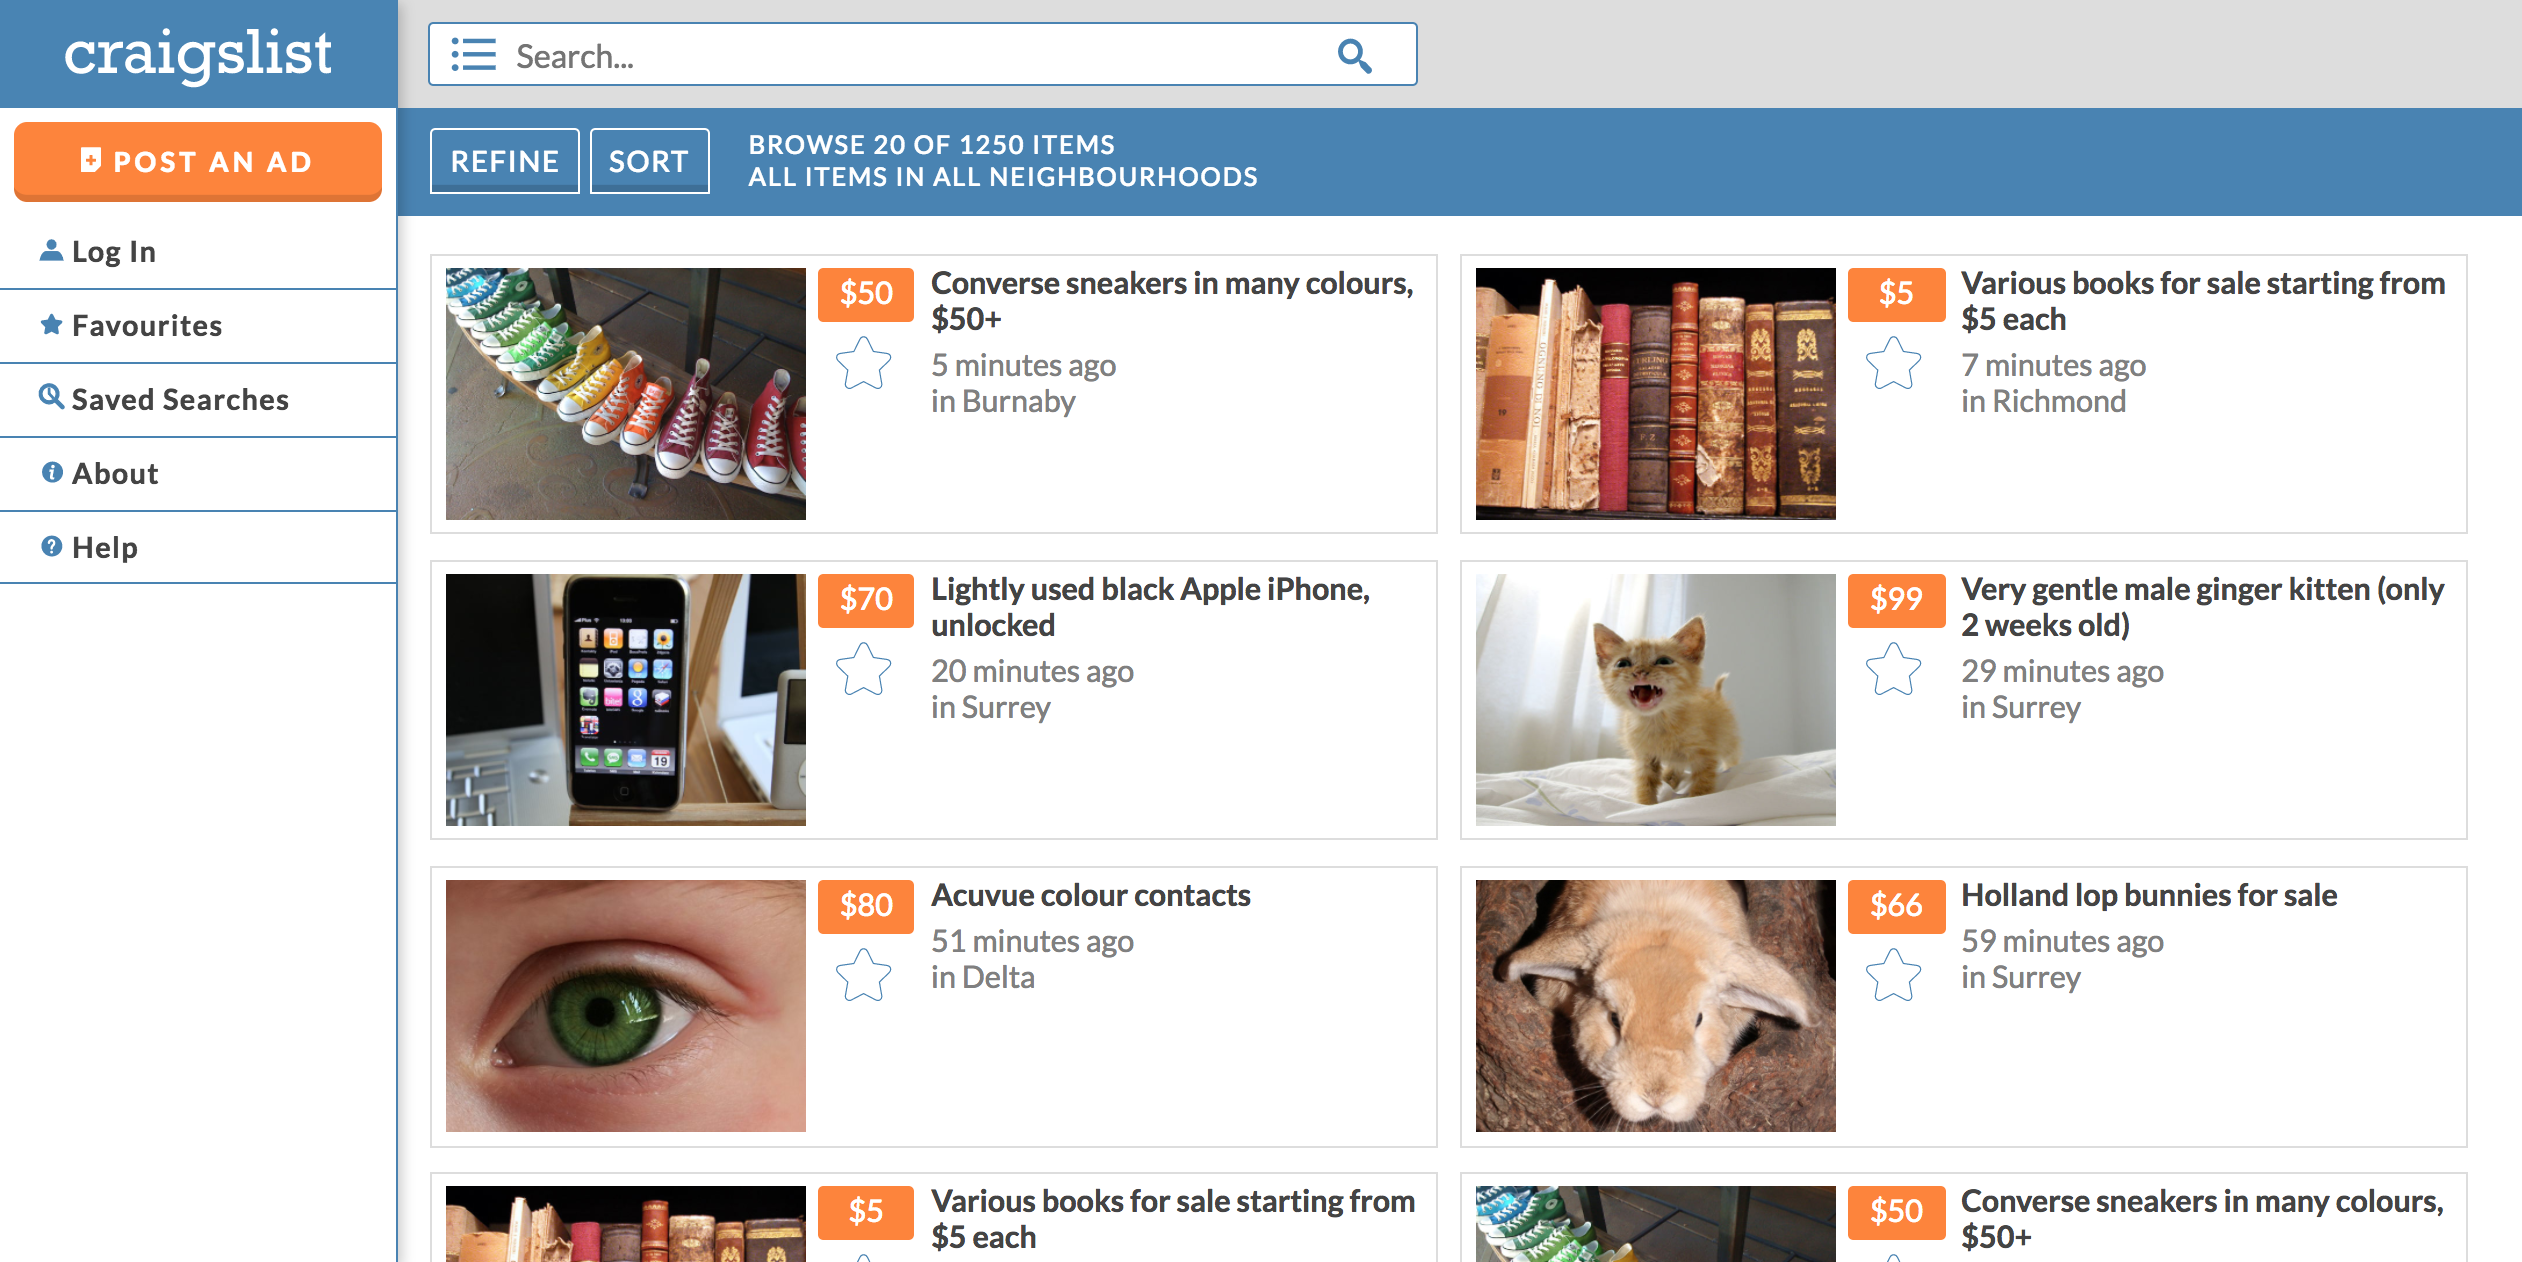 craigslist
Search...
POST AN AD
REFINE
SORT
BROWSE 20 OF 1250 ITEMS
ALL ITEMS IN ALL NEIGHBOURHOODS
Log In
Favourites
Saved Searches
About
Help
$50
Converse sneakers in many colours,
$50+
5 minutes ago
in Burnaby
$5
Various books for sale starting from
$5 each
7 minutes ago
in Richmond
$70
Lightly used black Apple iPhone,
unlocked
20 minutes ago
in Surrey
$99
Very gentle male ginger kitten (only
2 weeks old)
29 minutes ago
in Surrey
$80
Acuvue colour contacts
51 minutes ago
in Delta
$66
Holland lop bunnies for sale
59 minutes ago
in Surrey
$5
Various books for sale starting from
$5 each
$50
Converse sneakers in many colours,
$50+